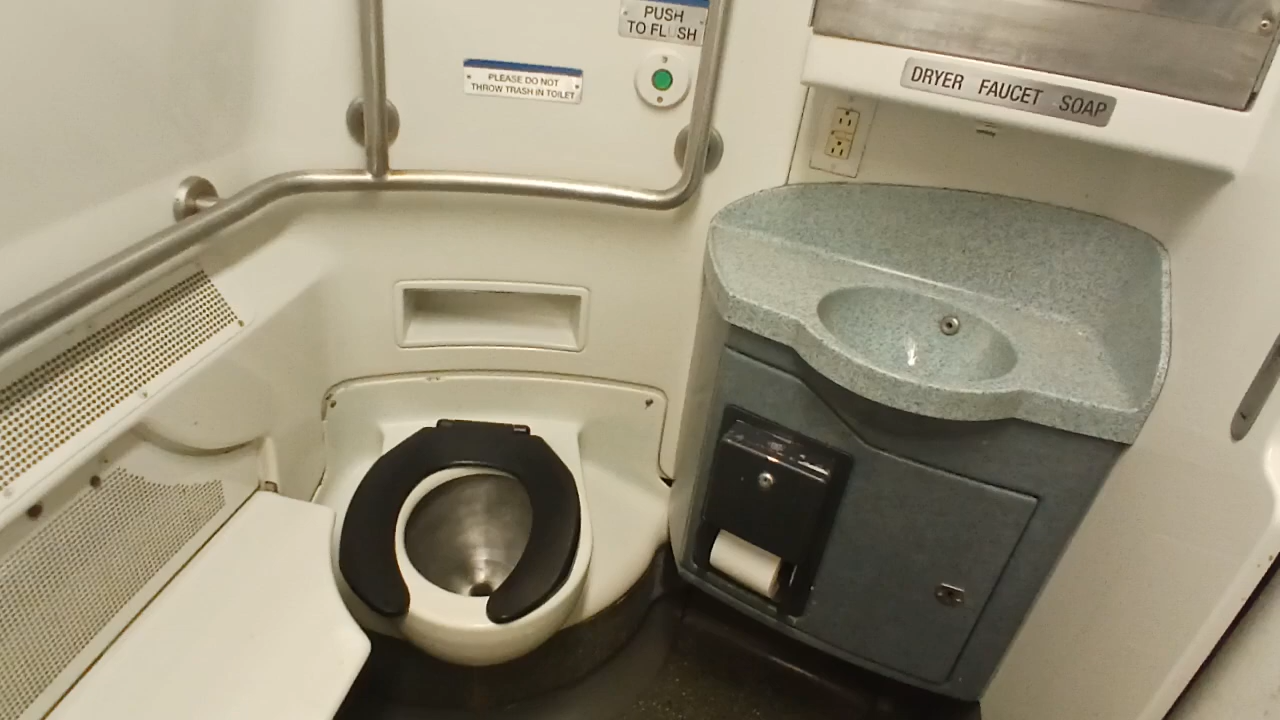 PUSH
TO FLUSH
PLEASE DO NOT
THROW TRASH IN TOILET
DRYER FAUCET SOAP